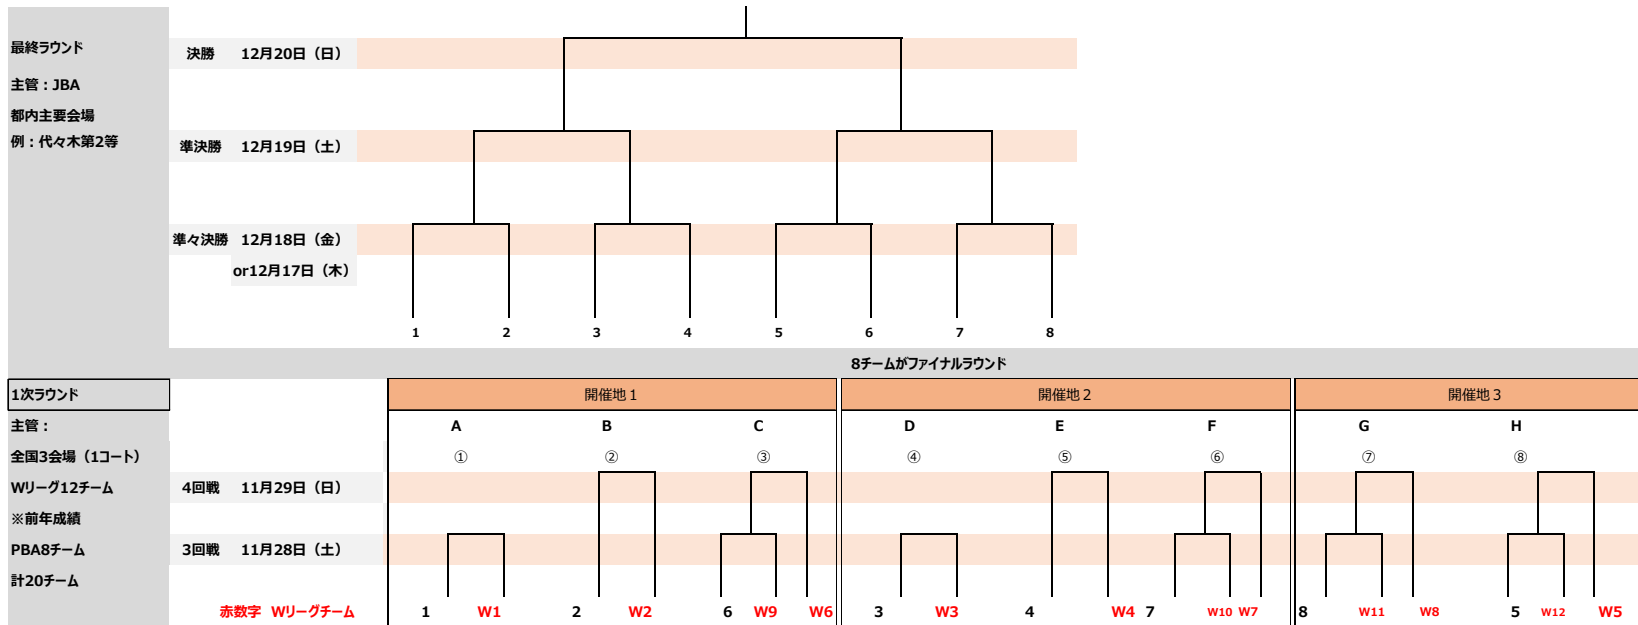 最終ラウンド
決勝 12月20日（日）
主管：JBA
都内主要会場
例：代々木第2等
準決勝 12月19日（土）
準々決勝 12月18日（金）
or12月17日（木）
1 2 3 4 5 6 7 8
8チームがファイナルラウンド
1次ラウンド 開催地１ 開催地２ 開催地３
主管： A B C D E F G H
全国3会場（1コート） ① ② ③ ④ ⑤ ⑥ ⑦ ⑧
Wリーグ12チーム 4回戦 11月29日（日）
※前年成績
PBA8チーム 3回戦 11月28日（土）
計20チーム
赤数字 Wリーグチーム 1 W1 2 W2 6 W9 W6 3 W3 4 W4 7 W10 W7 8 W11 W8 5 W12 W5